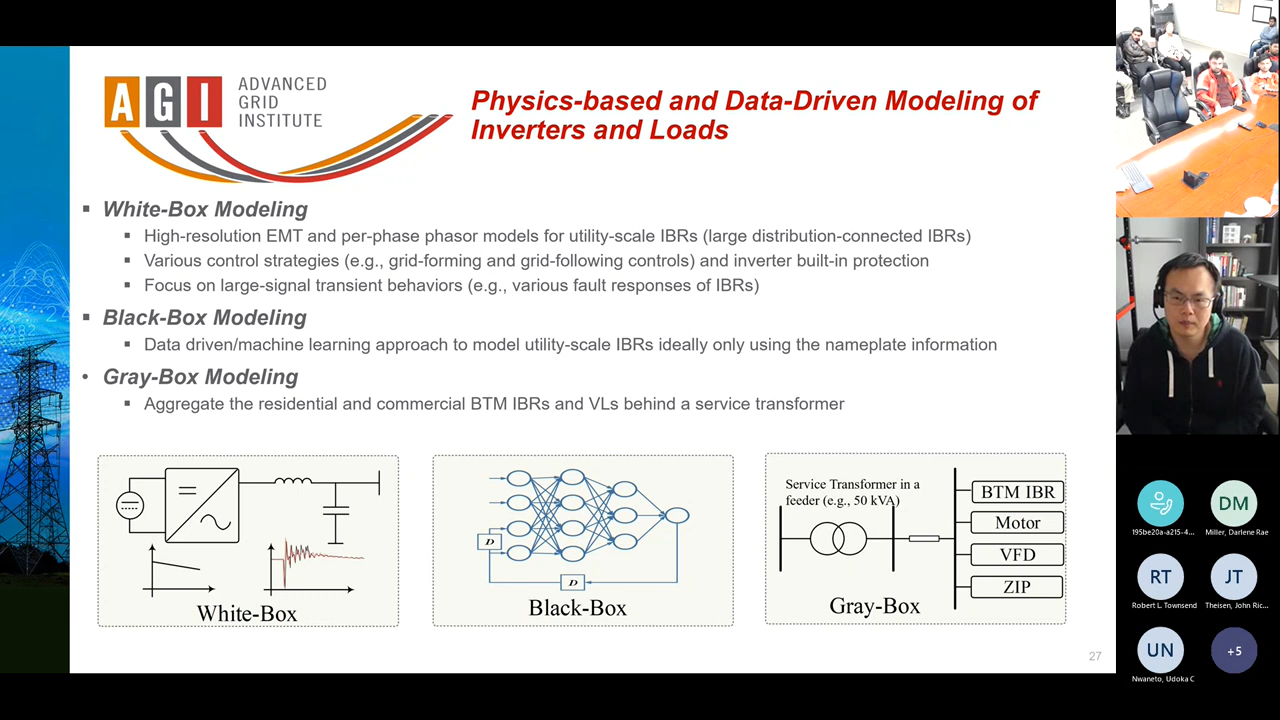 AGI
ADVANCED
GRID
INSTITUTE
Physics-based and Data-Driven Modeling of
Inverters and Loads
▪ White-Box Modeling
▪ High-resolution EMT and per-phase phasor models for utility-scale IBRs (large distribution-connected IBRs)
▪ Various control strategies (e.g., grid-forming and grid-following controls) and inverter built-in protection
▪ Focus on large-signal transient behaviors (e.g., various fault responses of IBRs)
▪ Black-Box Modeling
▪ Data driven/machine learning approach to model utility-scale IBRs ideally only using the nameplate information
• Gray-Box Modeling
▪ Aggregate the residential and commercial BTM IBRs and VLs behind a service transformer
White-Box
D
D
Black-Box
Service Transformer in a
feeder (e.g., 50 kVA)
BTM IBR
Motor
VFD
ZIP
Gray-Box
27
195be20a-a215-4...
DM
Miller, Darlene Rae
RT
Robert L. Townsend
JT
Theisen, John Ric...
UN
Nwaneto, Udoka C
+5